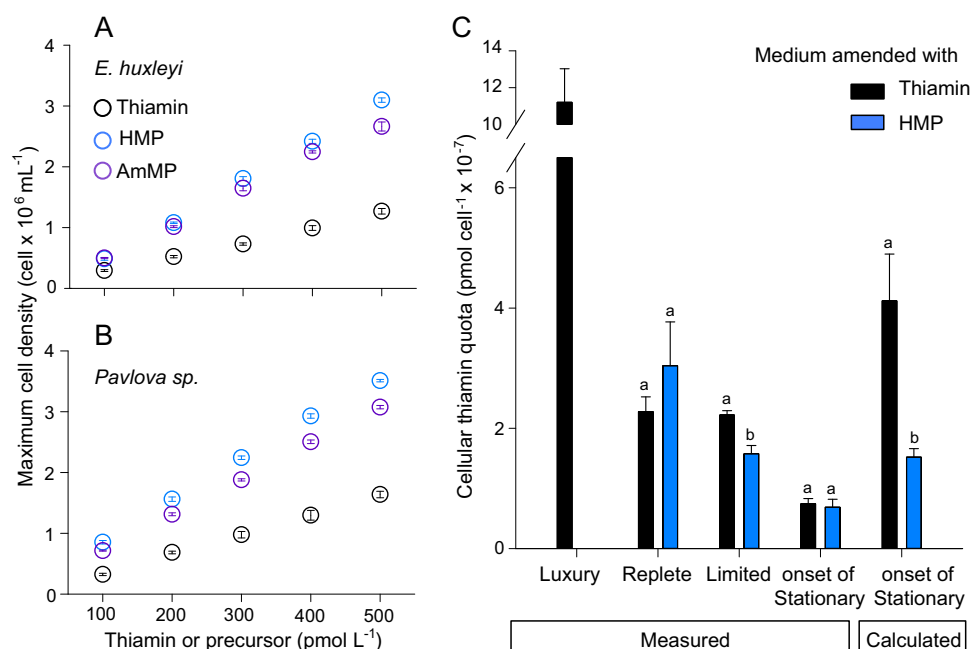 A
E. huxleyi
Thiamin
HMP
AmMP
4
3
2
1
0
B
Pavlova sp.
4
3
2
1
0
100
200
300
400
500
Thiamin or precursor (pmol L-1)
Maximum cell density (cell x 10⁶ mL-1)
C
Medium amended with
Thiamin
HMP
14
12
10
6
4
2
0
Cellular thiamin quota (pmol cell-1 x 10-7)
a
a
a
b
a
a
a
b
Luxury
Replete
Limited
onset of
Stationary
onset of
Stationary
Measured
Calculated